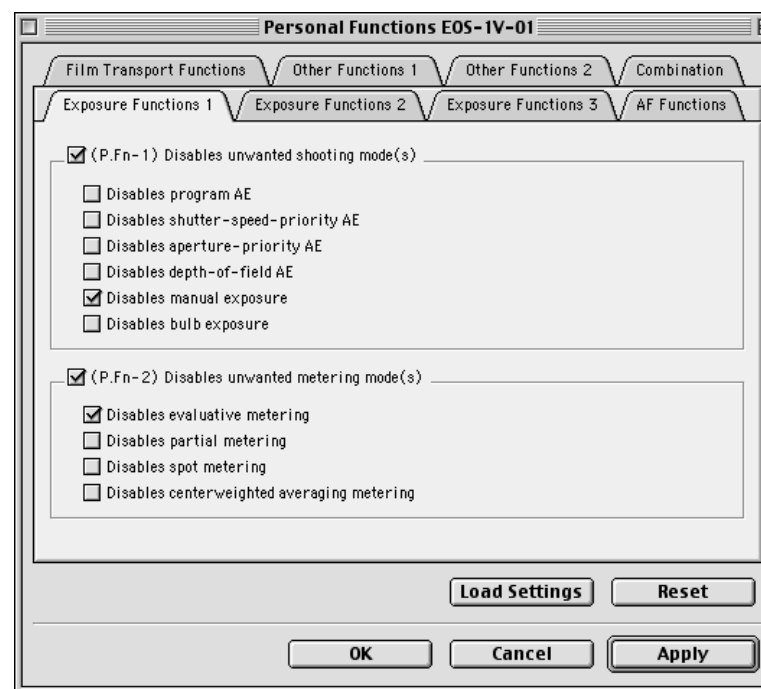 Personal Functions EOS-1V-01
Film Transport Functions Other Functions 1 Other Functions 2 Combination
Exposure Functions 1 Exposure Functions 2 Exposure Functions 3 AF Functions
(P.Fn-1) Disables unwanted shooting mode(s)
Disables program AE
Disables shutter-speed-priority AE
Disables aperture-priority AE
Disables depth-of-field AE
Disables manual exposure
Disables bulb exposure
(P.Fn-2) Disables unwanted metering mode(s)
Disables evaluative metering
Disables partial metering
Disables spot metering
Disables centerweighted averaging metering
Load Settings Reset
OK Cancel Apply